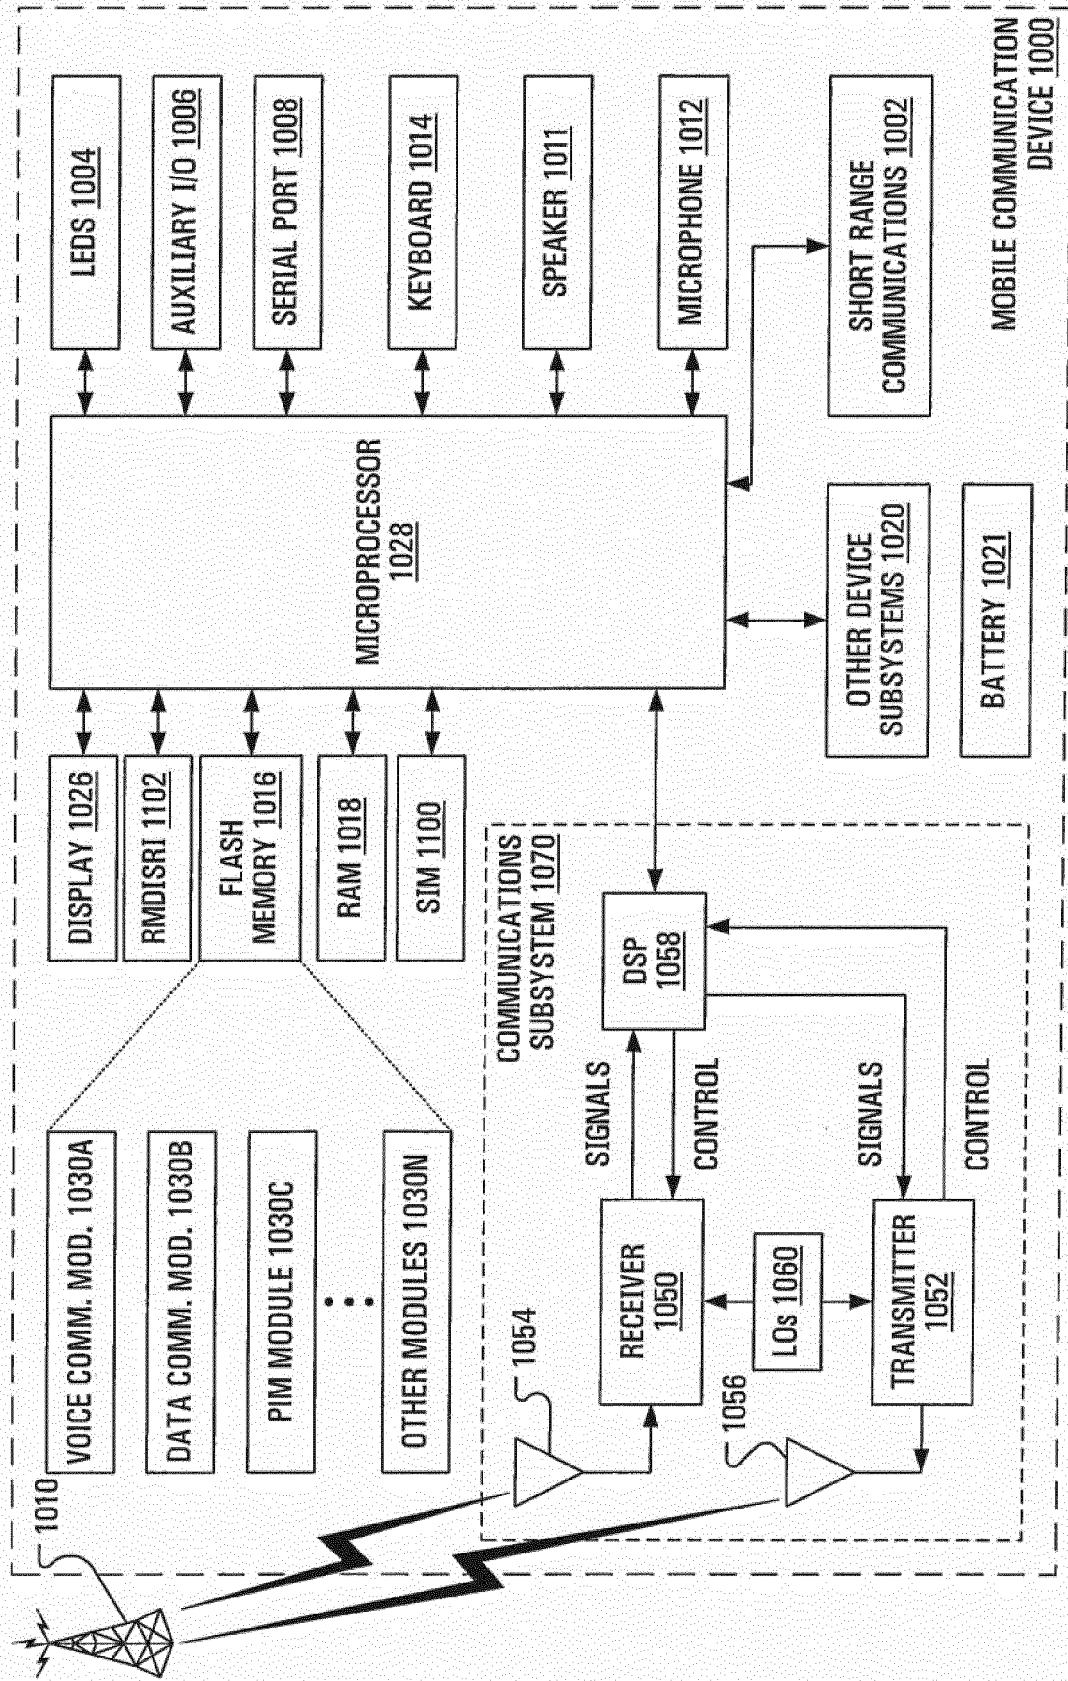 VOICE COMM. MOD. 1030A
DATA COMM. MOD. 1030B
PIM MODULE 1030C
OTHER MODULES 1030N
DISPLAY 1026
RMDISRI 1102
FLASH
MEMORY 1016
RAM 1018
SIM 1100
MICROPROCESSOR
1028
LEDS 1004
AUXILIARY I/O 1006
SERIAL PORT 1008
KEYBOARD 1014
SPEAKER 1011
MICROPHONE 1012
SHORT RANGE
COMMUNICATIONS 1002
OTHER DEVICE
SUBSYSTEMS 1020
BATTERY 1021
1010
COMMUNICATIONS
SUBSYSTEM 1070
1054
RECEIVER
1050
SIGNALS
CONTROL
DSP
1058
1056
LOs 1060
TRANSMITTER
1052
SIGNALS
CONTROL
MOBILE COMMUNICATION
DEVICE 1000